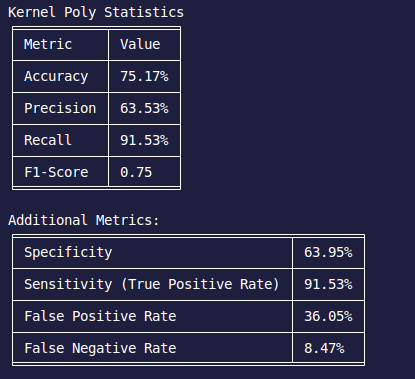 Kernel Poly Statistics
Metric Value
Accuracy 75.17%
Precision 63.53%
Recall 91.53%
F1-Score 0.75
Additional Metrics:
Specificity 63.95%
Sensitivity (True Positive Rate) 91.53%
False Positive Rate 36.05%
False Negative Rate 8.47%